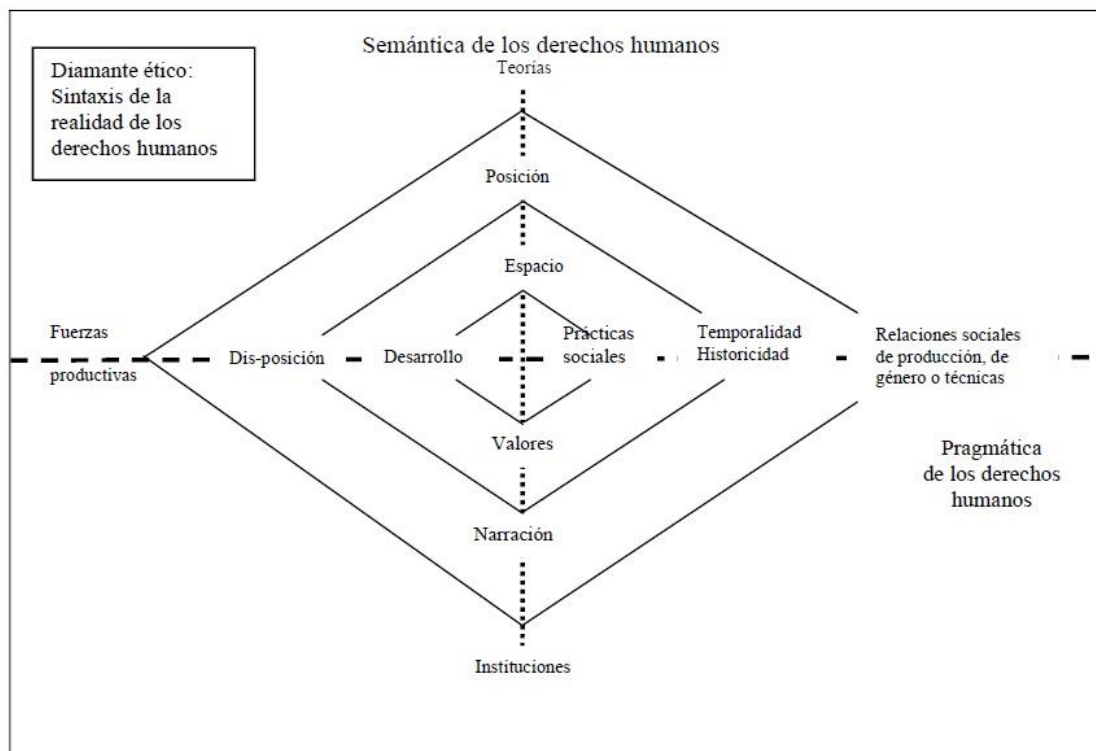 Semántica de los derechos humanos
Teorías
Diamante ético:
Sintaxis de la
realidad de los
derechos humanos
Posición
Espacio
Fuerzas
productivas
Dis-posición
Desarrollo
Prácticas
sociales
Temporalidad
Historicidad
Relaciones sociales
de producción, de
género o técnicas
Valores
Pragmática
de los derechos
humanos
Narración
Instituciones